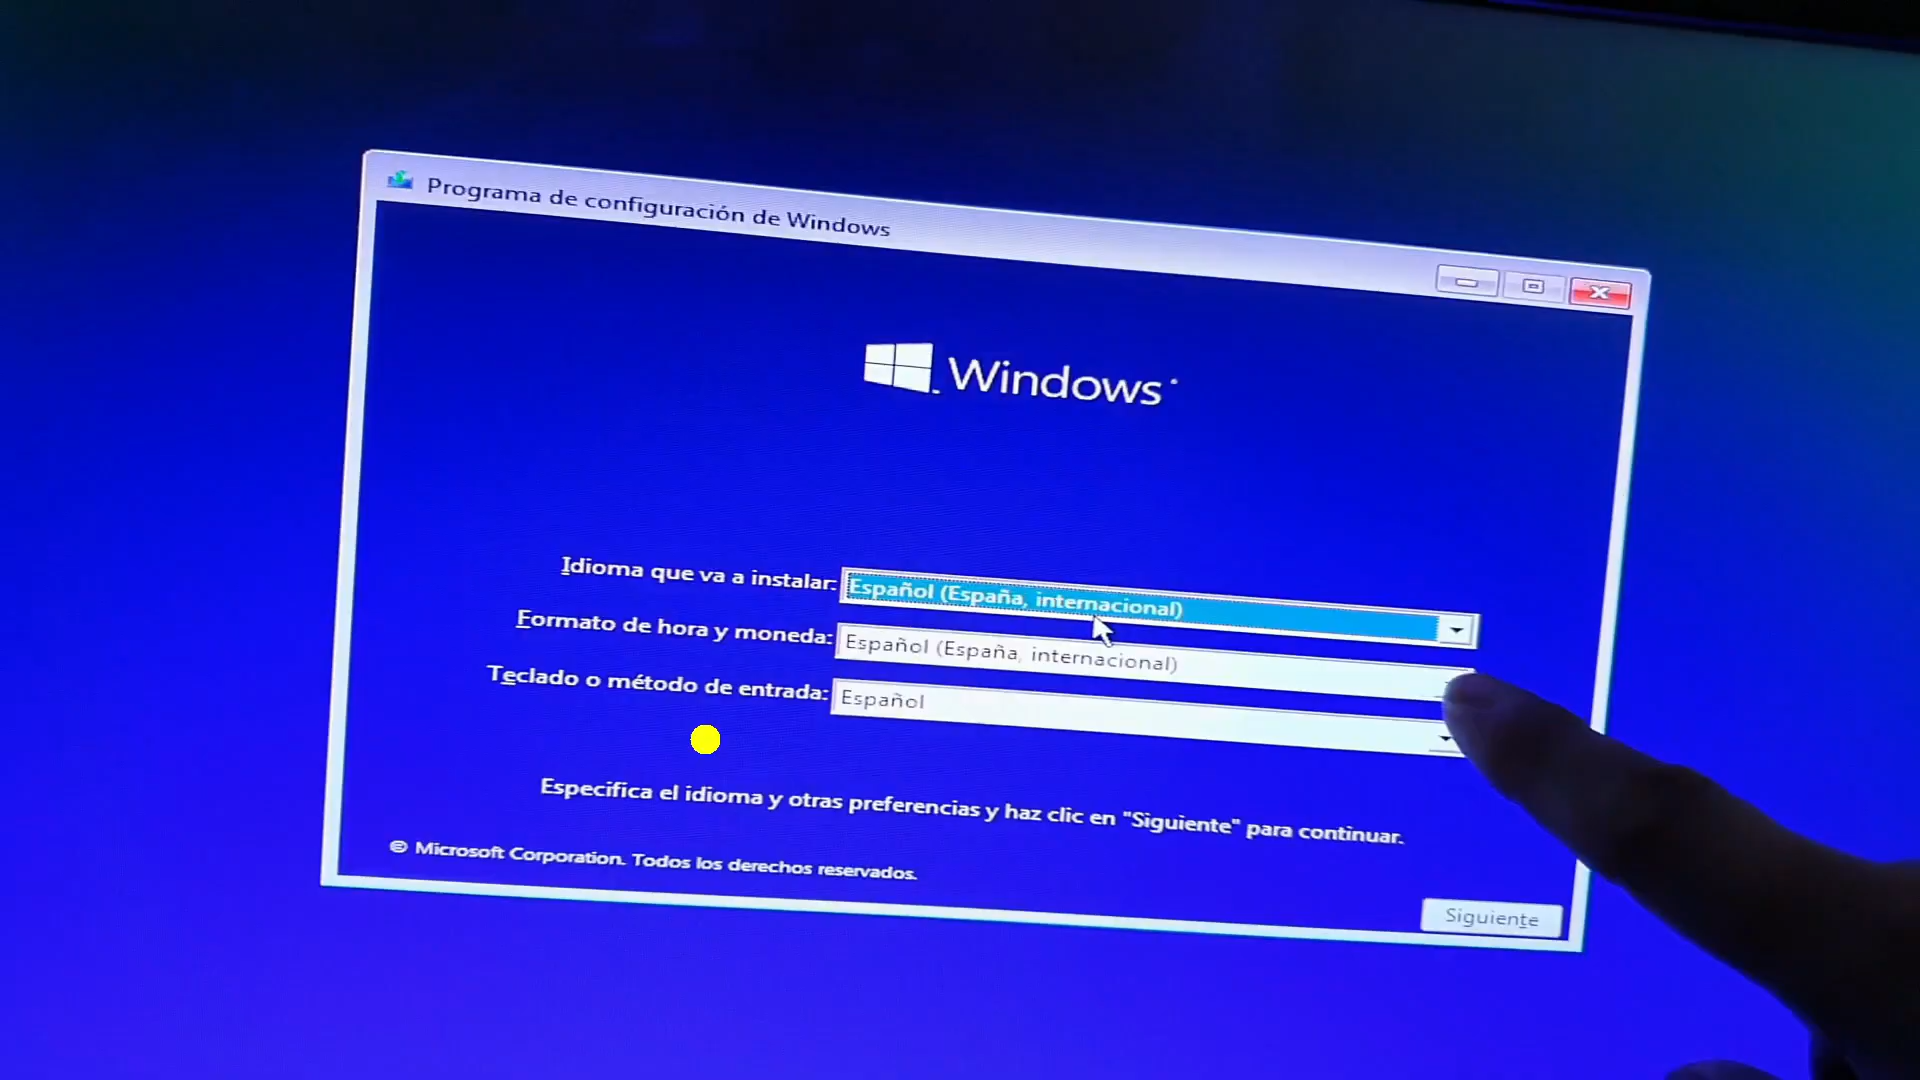 Programa de configuración de Windows
Windows
Idioma que va a instalar: Español (España, internacional)
Formato de hora y moneda: Español (España, internacional)
Teclado o método de entrada: Español
Especifica el idioma y otras preferencias y haz clic en "Siguiente" para continuar.
© Microsoft Corporation. Todos los derechos reservados.
Siguiente